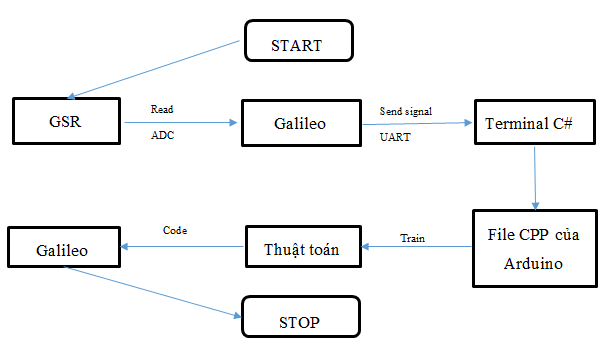 START
GSR
Read
ADC
Galileo
Send signal
UART
Terminal C#
File CPP của
Arduino
Train
Thuật toán
Code
Galileo
STOP